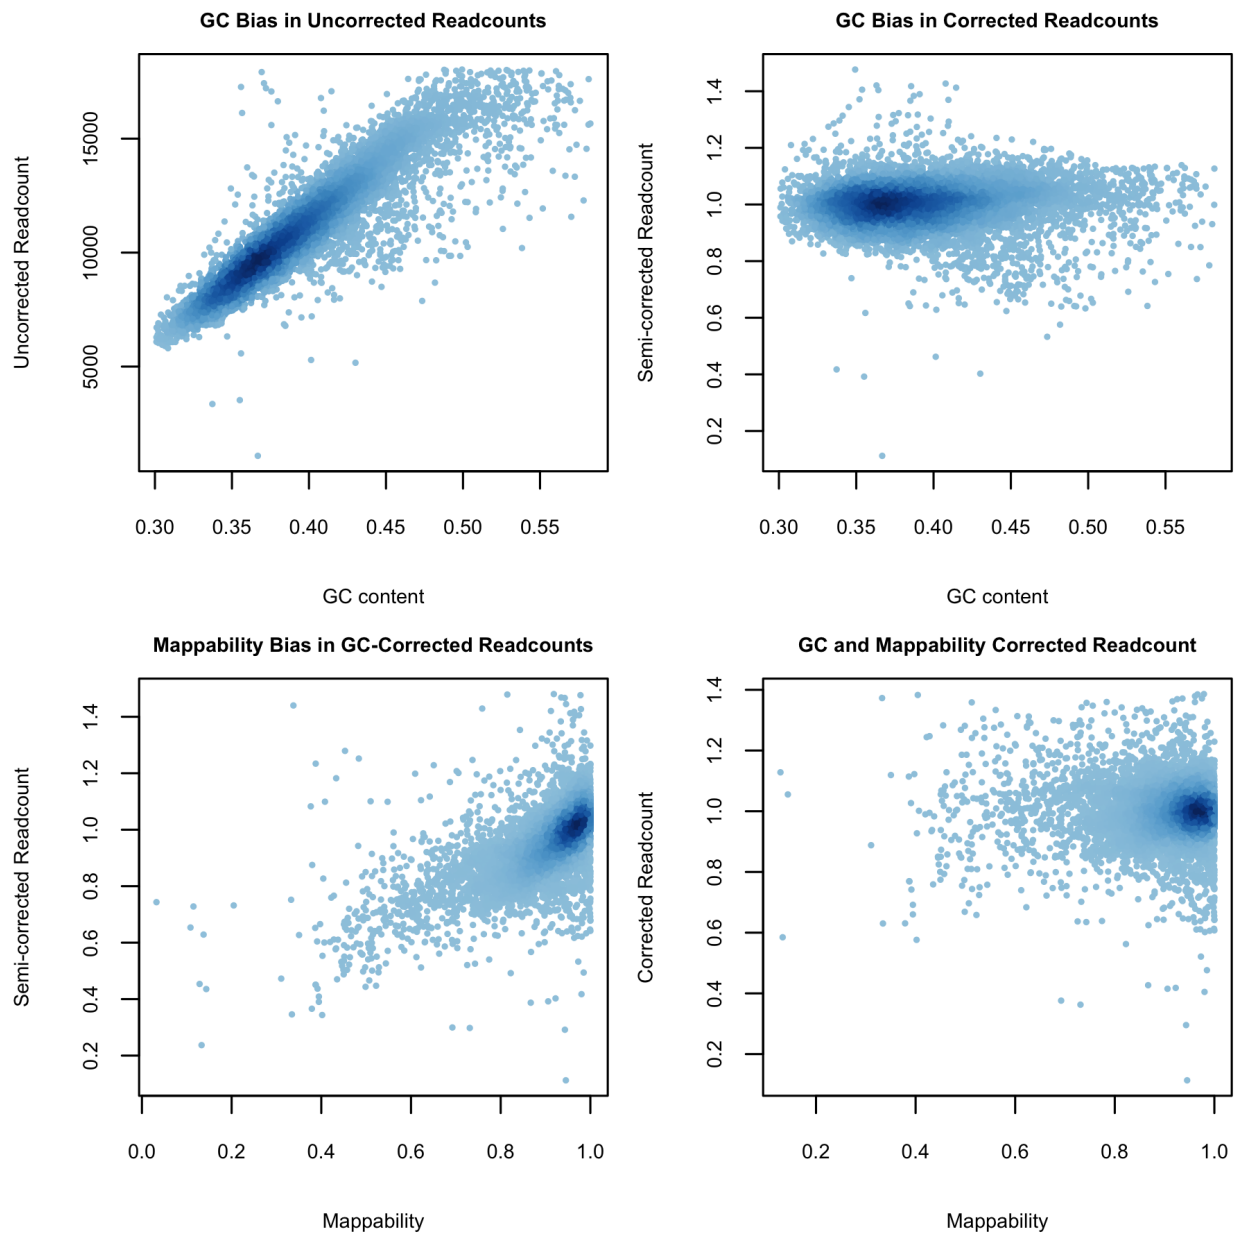 GC Bias in Uncorrected Readcounts
Uncorrected Readcount
15000
10000
5000
0.30 0.35 0.40 0.45 0.50 0.55
GC content
GC Bias in Corrected Readcounts
Semi-corrected Readcount
1.4
1.2
1.0
0.8
0.6
0.4
0.2
0.30 0.35 0.40 0.45 0.50 0.55
GC content
Mappability Bias in GC-Corrected Readcounts
Semi-corrected Readcount
1.4
1.2
1.0
0.8
0.6
0.4
0.2
0.0 0.2 0.4 0.6 0.8 1.0
Mappability
GC and Mappability Corrected Readcount
Corrected Readcount
1.4
1.2
1.0
0.8
0.6
0.4
0.2
0.2 0.4 0.6 0.8 1.0
Mappability